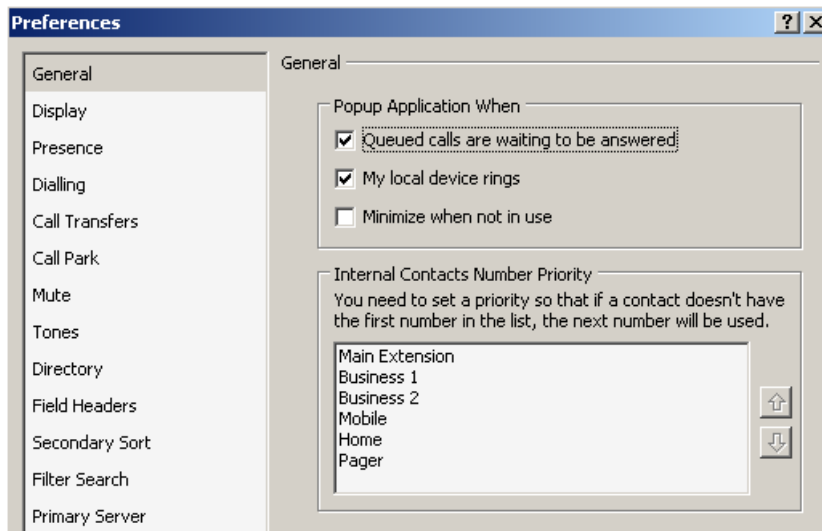 Preferences
General
Display
Presence
Dialling
Call Transfers
Call Park
Mute
Tones
Directory
Field Headers
Secondary Sort
Filter Search
Primary Server
General
Popup Application When
Queued calls are waiting to be answered
My local device rings
Minimize when not in use
Internal Contacts Number Priority
You need to set a priority so that if a contact doesn't have
the first number in the list, the next number will be used.
Main Extension
Business 1
Business 2
Mobile
Home
Pager